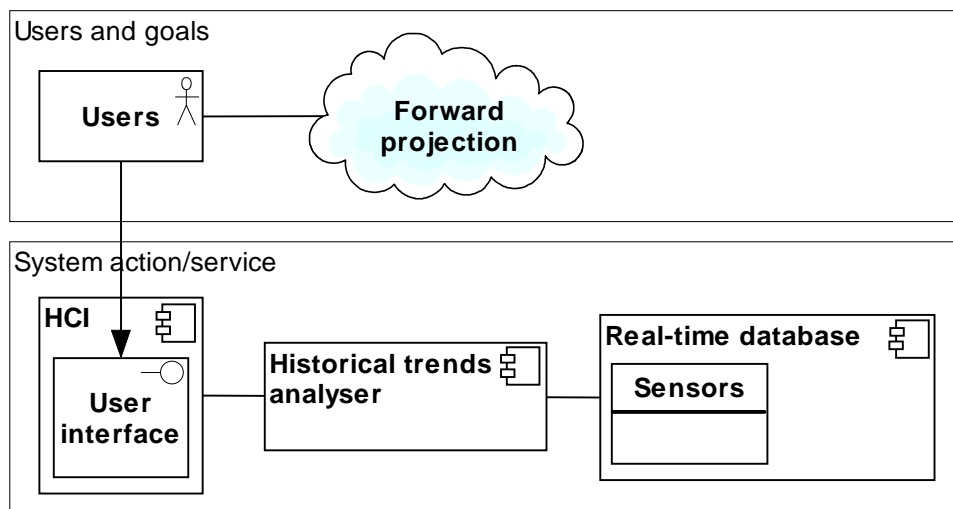 Users and goals
Users
Forward
projection
System action/service
HCI
User
interface
Historical trends
analyser
Real-time database
Sensors